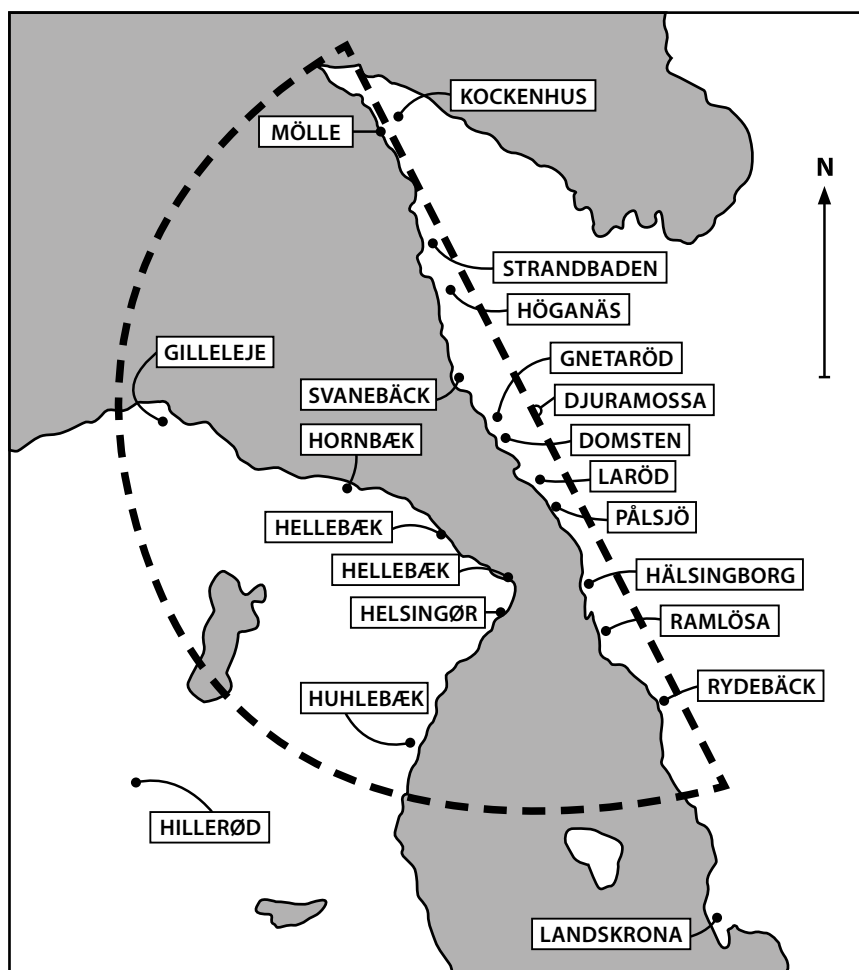 KOCKENHUS
MÖLLE
N
STRANDBADEN
HÖGANÄS
GILLELEJE
GNETARÖD
SVANEBÄCK
DJURAMOSSA
HORNBÆK
DOMSTEN
LARÖD
PÅLSJÖ
HELLEBÆK
HELLEBÆK
HÄLSINGBORG
HELSINGØR
RAMLÖSA
RYDEBÄCK
HUHLEBÆK
HILLERØD
LANDSKRONA